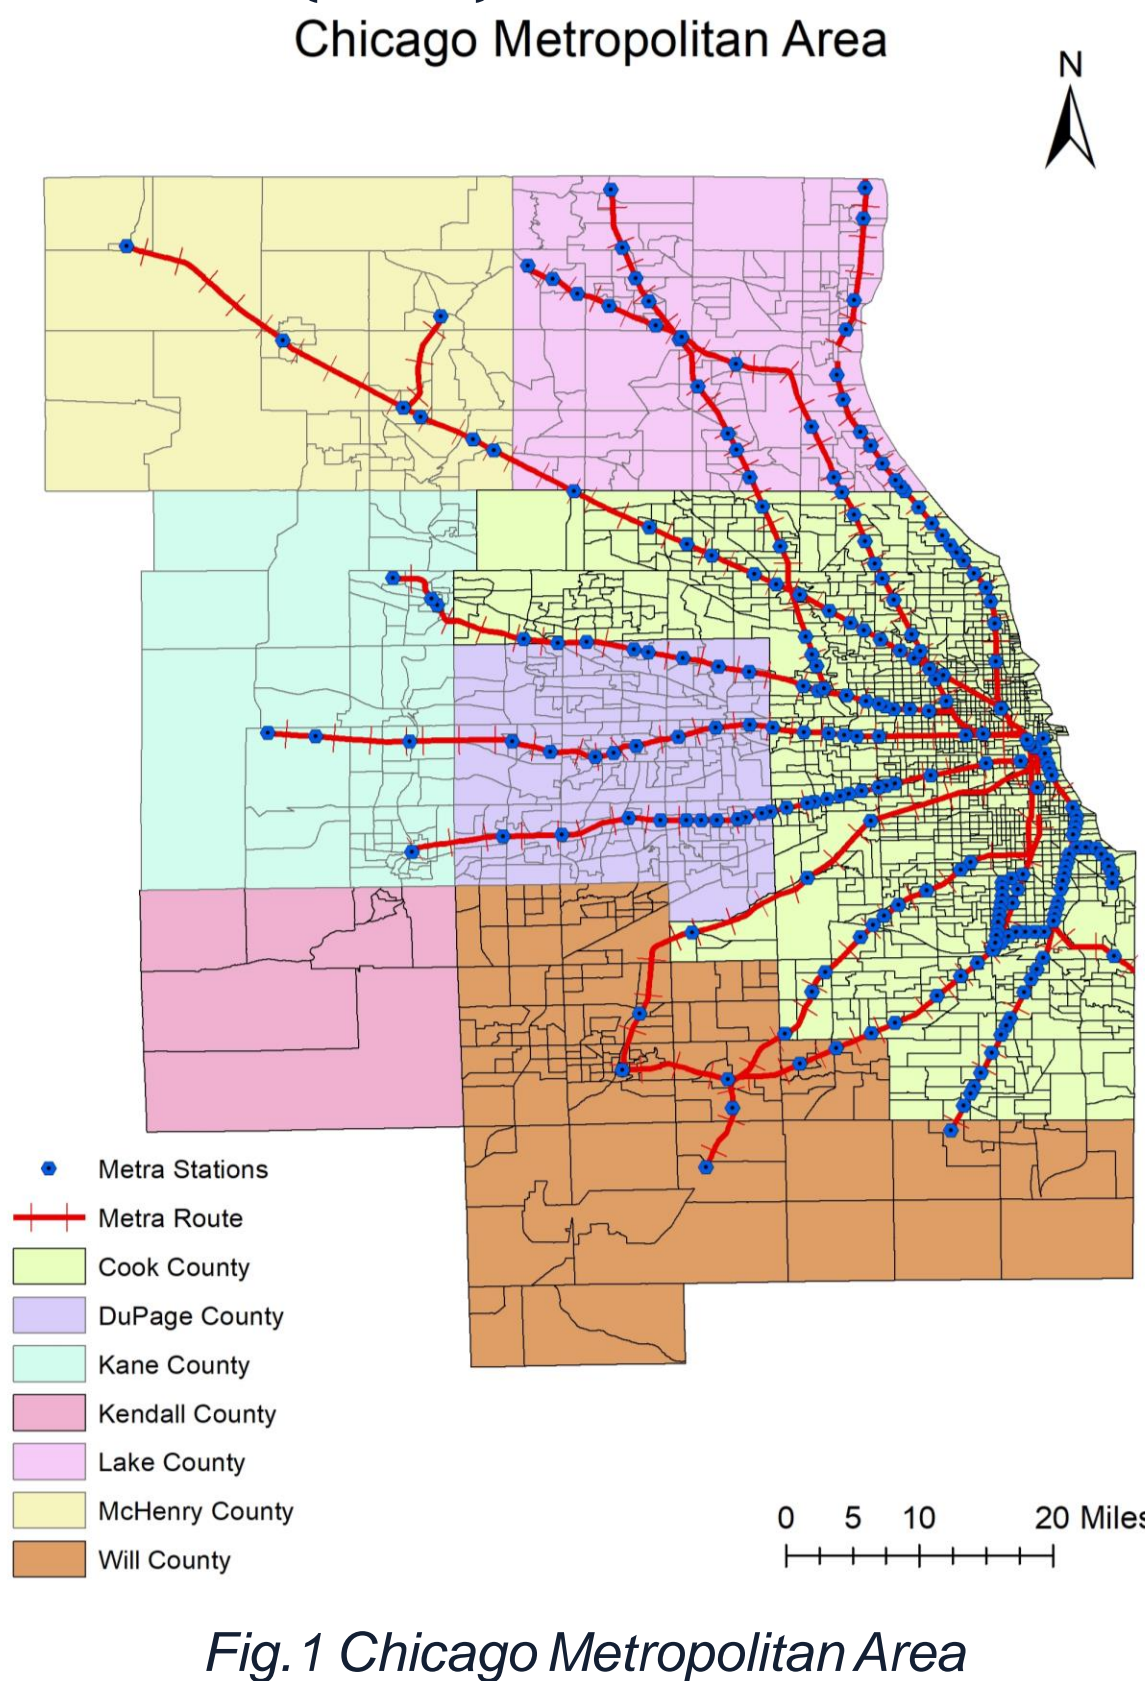 Chicago Metropolitan Area
N
Metra Stations
Metra Route
Cook County
DuPage County
Kane County
Kendall County
Lake County
McHenry County
Will County
0 5 10 20 Miles
Fig.1 Chicago Metropolitan Area